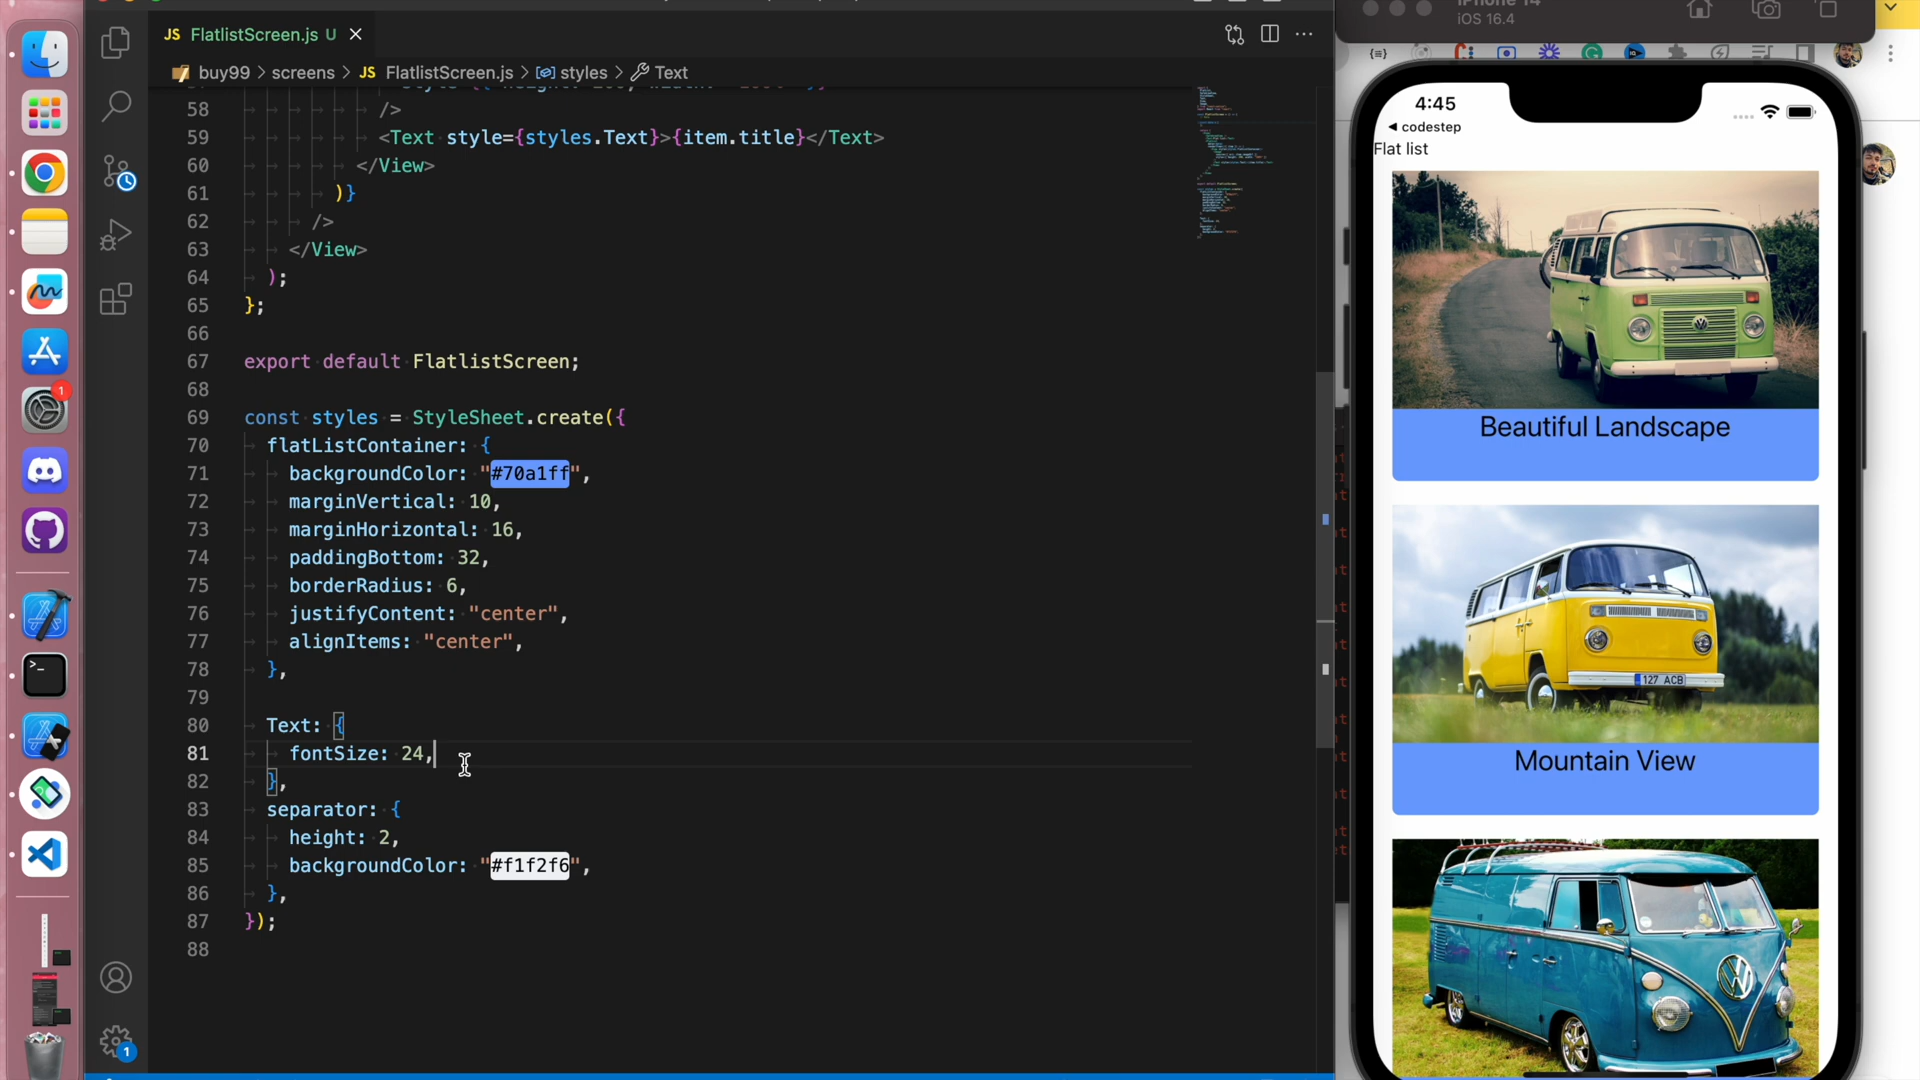 JS FlatlistScreen.js U
buy99 > screens > JS FlatlistScreen.js > styles > Text
58 />
59 <Text style={styles.Text}>{item.title}</Text>
60 </View>
61 )}
62 />
63 </View>
64 );
65 };
66
67 export default FlatlistScreen;
68
69 const styles = StyleSheet.create({
70 flatListContainer: {
71 backgroundColor: "#70a1ff",
72 marginVertical: 10,
73 marginHorizontal: 16,
74 paddingBottom: 32,
75 borderRadius: 6,
76 justifyContent: "center",
77 alignItems: "center",
78 },
79
80 Text: {
81 fontSize: 24,
82 },
83 separator: {
84 height: 2,
85 backgroundColor: "#f1f2f6",
86 },
87 });
88
1
1
iPhone 14
iOS 16.4
4:45
◀ codestep
Flat list
Beautiful Landscape
127 ACB
Mountain View